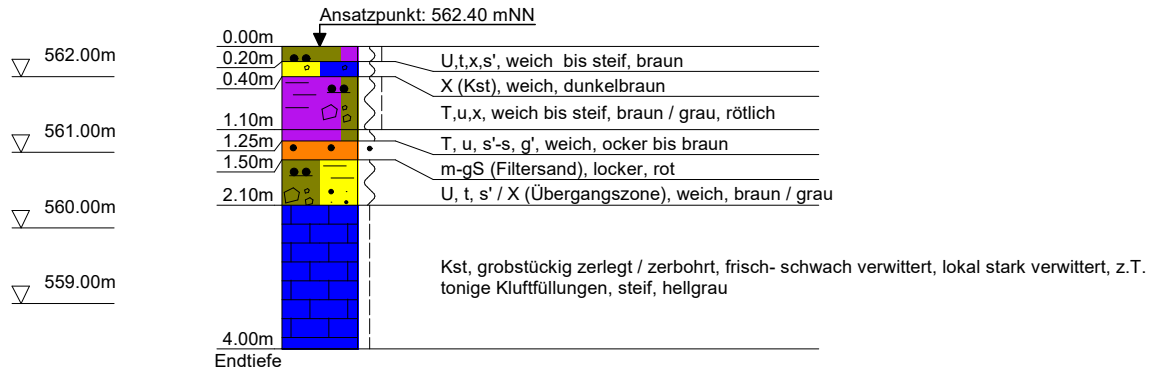 Ansatzpunkt: 562.40 mNN
562.00m
561.00m
560.00m
559.00m
0.00m
0.20m
0.40m
1.10m
1.25m
1.50m
2.10m
4.00m
Endtiefe
U,t,x,s', weich bis steif, braun
X (Kst), weich, dunkelbraun
T,u,x, weich bis steif, braun / grau, rötlich
T, u, s'-s, g', weich, ocker bis braun
m-gS (Filtersand), locker, rot
U, t, s' / X (Übergangszone), weich, braun / grau
Kst, grobstückig zerlegt / zerbohrt, frisch- schwach verwittert, lokal stark verwittert, z.T.
tonige Kluftfüllungen, steif, hellgrau